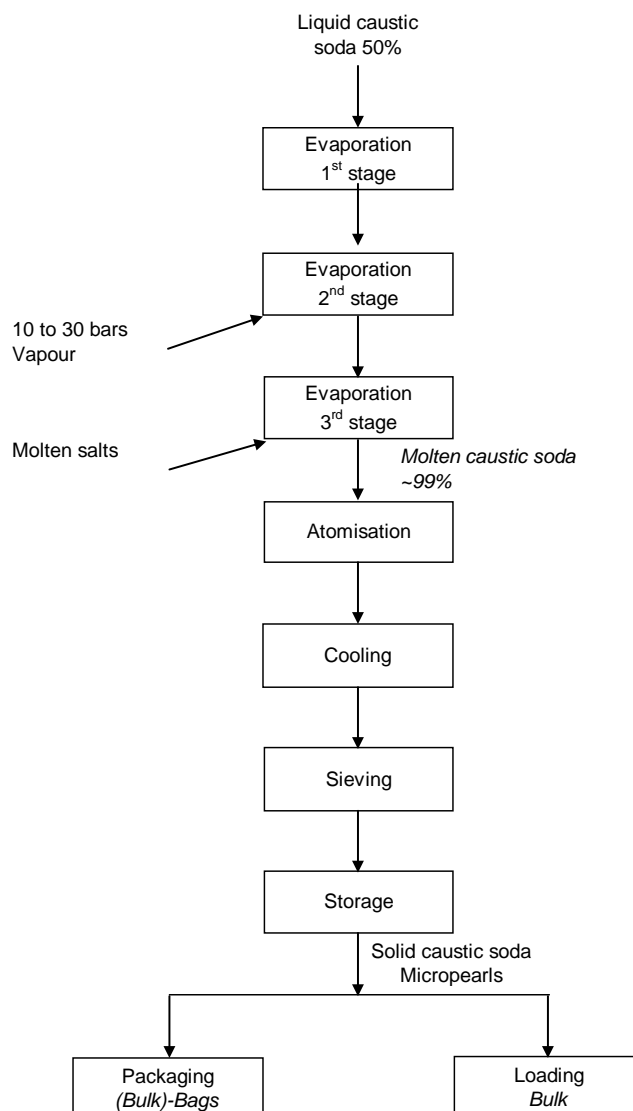 Liquid caustic
soda 50%
Evaporation
1st stage
Evaporation
2nd stage
10 to 30 bars
Vapour
Evaporation
3rd stage
Molten salts
Molten caustic soda
~99%
Atomisation
Cooling
Sieving
Storage
Solid caustic soda
Micropearls
Packaging
(Bulk)-Bags
Loading
Bulk